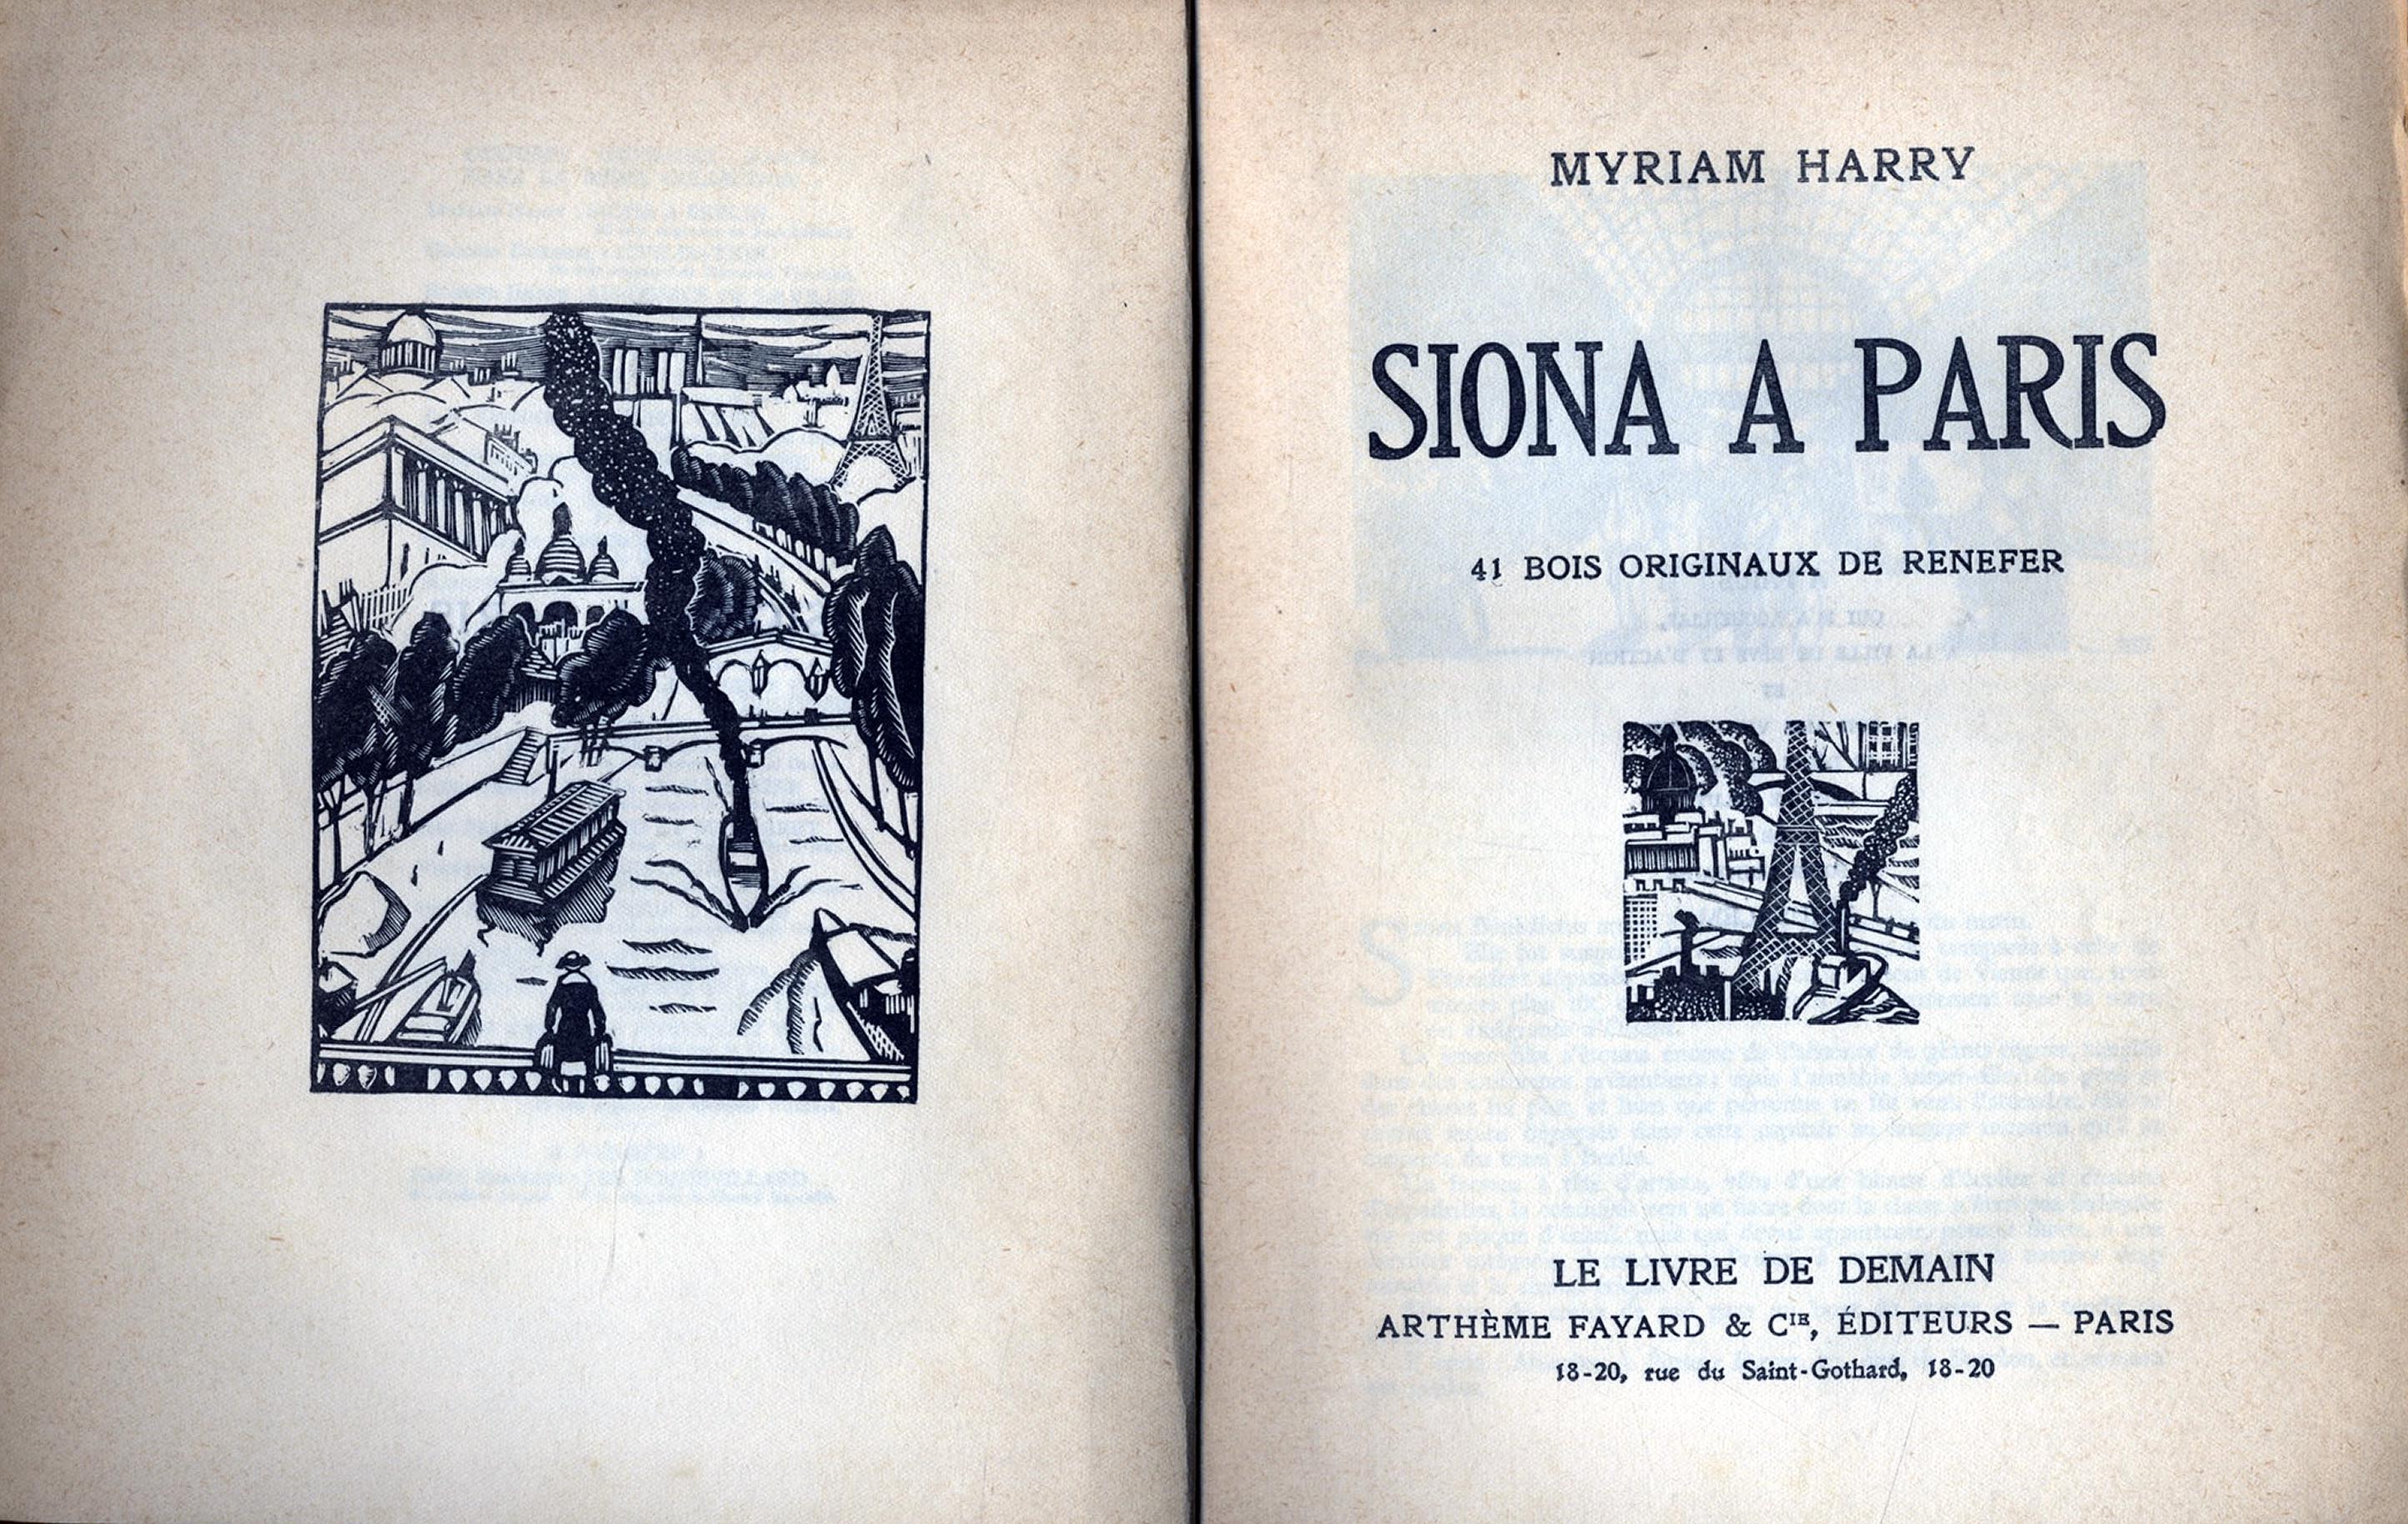 MYRIAM HARRY
SIONA A PARIS
41 BOIS ORIGINAUX DE RENEFER
LE LIVRE DE DEMAIN
ARTHÈME FAYARD & Cᴵᴱ, ÉDITEURS — PARIS
18-20, rue du Saint-Gothard, 18-20